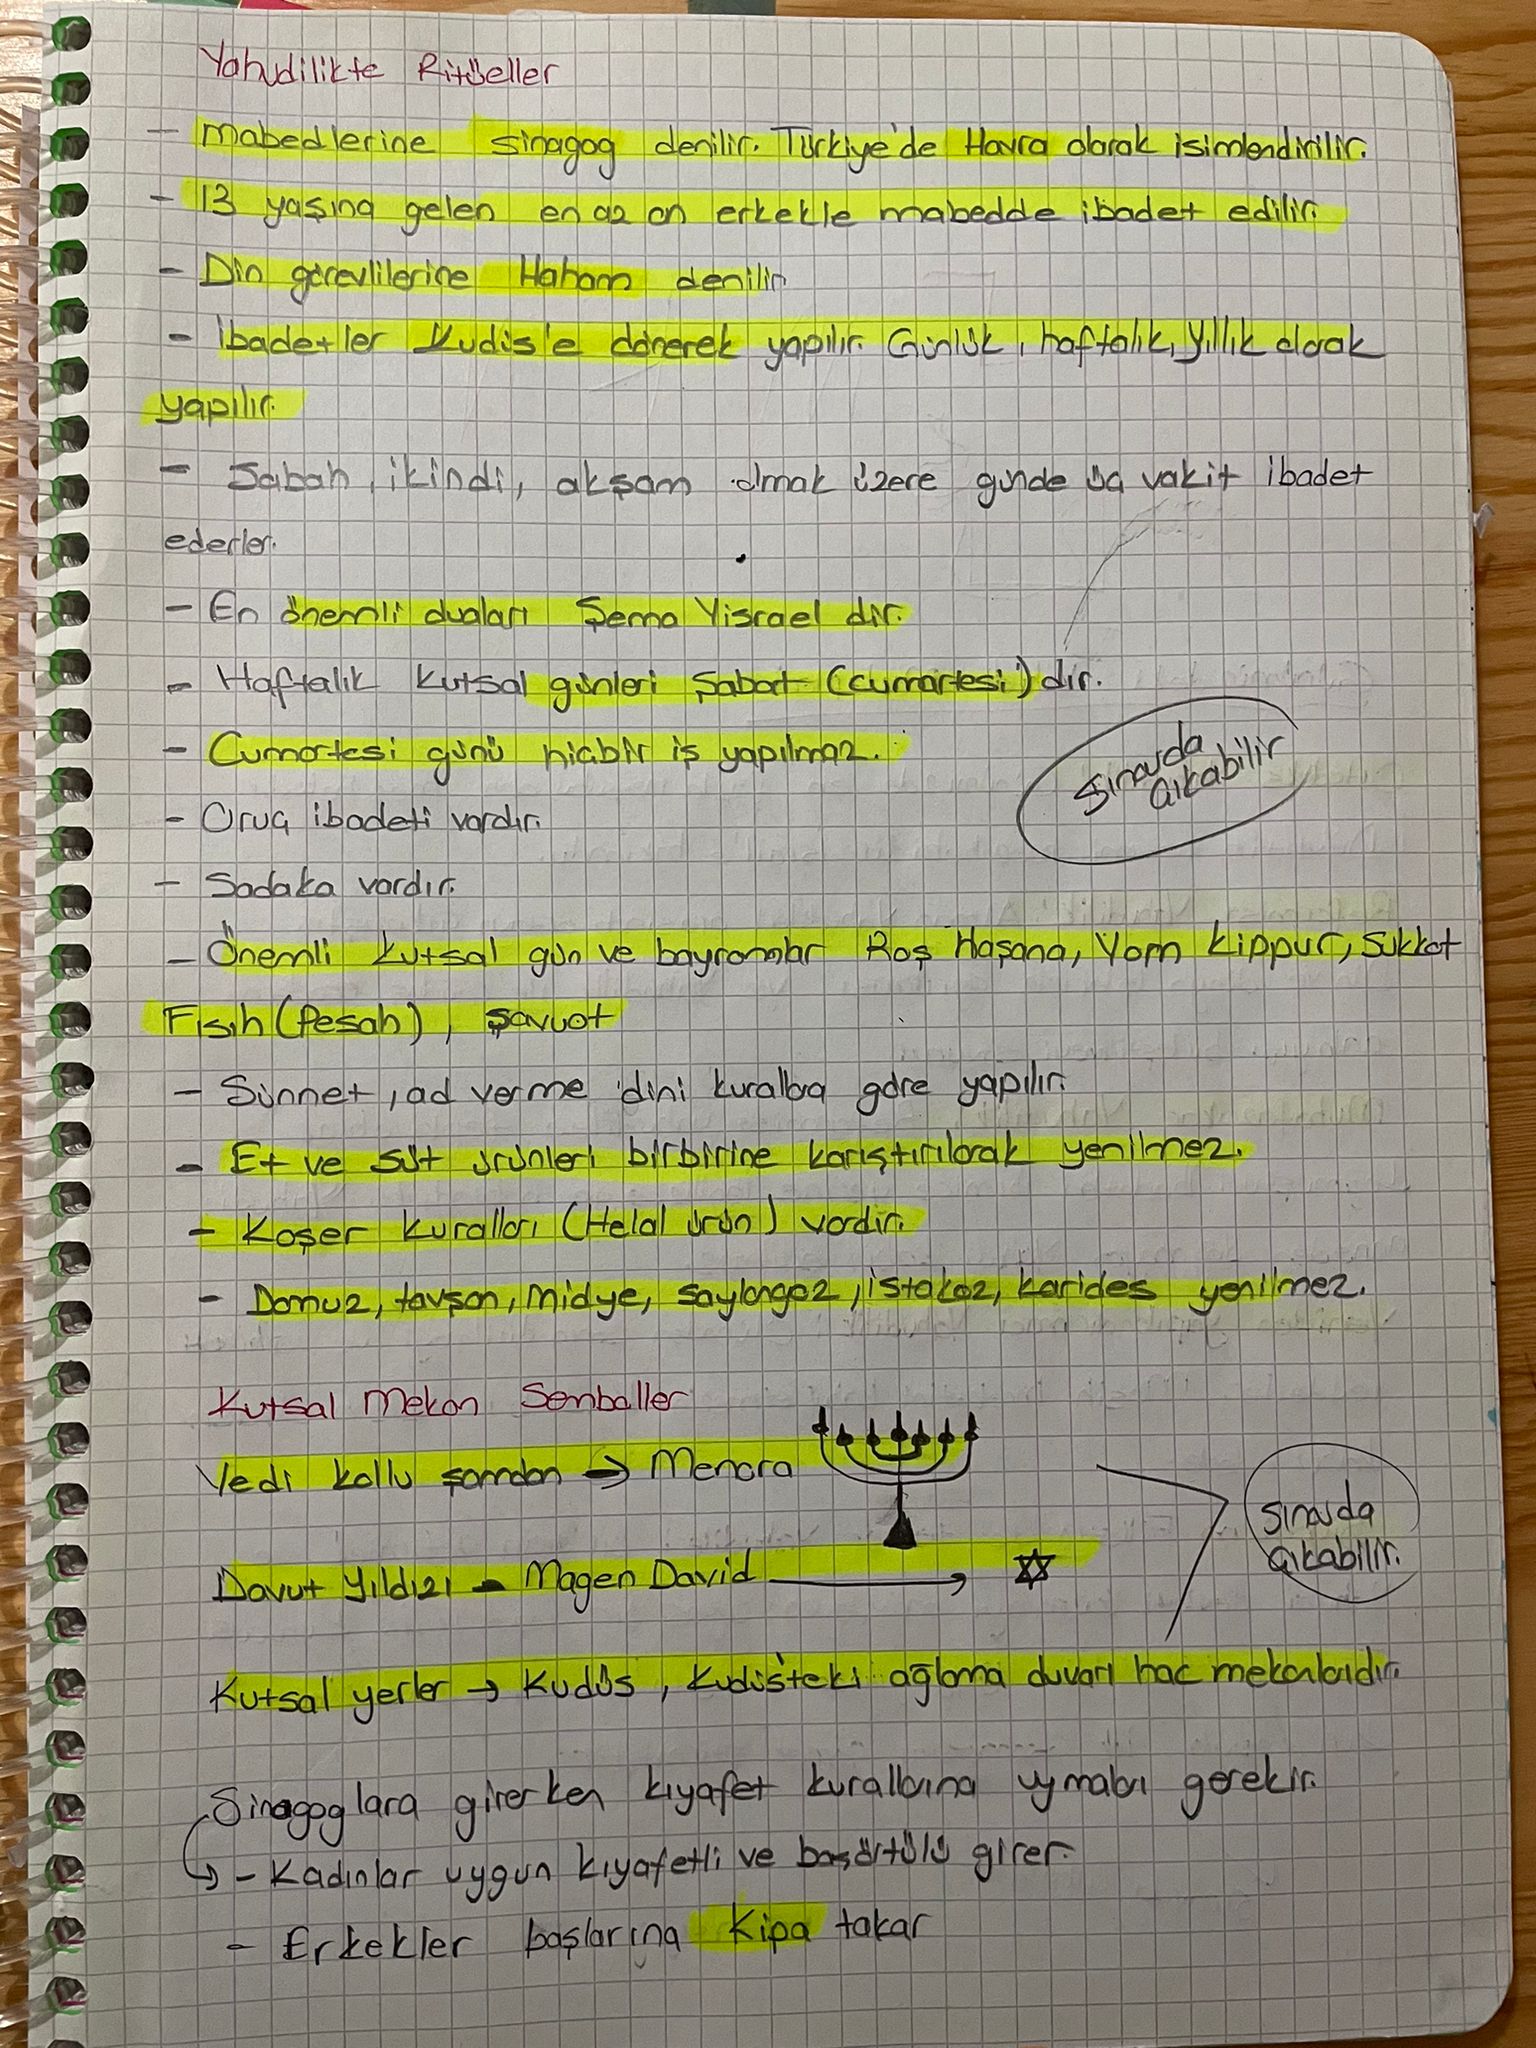 Yahudilikte Ritüeller
- mabedlerine sinagog denilir. Türkiye'de Havra olarak isimlendirilir.
- 13 yaşına gelen en az on erkekle mabedde ibadet edilir.
- Din görevlilerine Haham denilir
- İbadetler Kudüs'e dönerek yapılır. Günlük, haftalık, yıllık olarak
yapılır.
- Sabah, ikindi, akşam olmak üzere günde üç vakit ibadet
ederler.
- En önemli duaları Şema Yisrael dir.
- Haftalık kutsal günleri Şabat (cumartesi) dir.
- Cumartesi günü hiçbir iş yapılmaz.
Sınavda
çıkabilir
- Oruç ibadeti vardır.
- Sadaka vardır.
- Önemli kutsal gün ve bayramlar Roş Haşana, Yom Kippur, Sukkot
Fısıh (Pesah), Şavuot
- Sünnet, ad verme dini kurallara göre yapılır.
- Et ve süt ürünleri birbirine karıştırılarak yenilmez.
- Koşer kuralları (Helal ürün) vardır.
- Domuz, tavşan, midye, saylangoz, istakoz, karides yenilmez.
Kutsal Mekan Semboller
Yedi kollu şamdan → Menora
Davut Yıldızı - Magen David →
Sınavda
çıkabilir.
Kutsal yerler → Kudüs, Kudüs'teki ağlama duvarı hac mekanlarıdır.
Sinagoglara girerken kıyafet kurallarına uymaları gerekir.
→ - Kadınlar uygun kıyafetli ve başörtülü girer.
- Erkekler başlarına Kipa takar